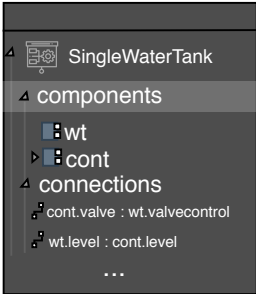 SingleWaterTank
components
wt
cont
connections
cont.valve : wt.valvecontrol
wt.level : cont.level
...